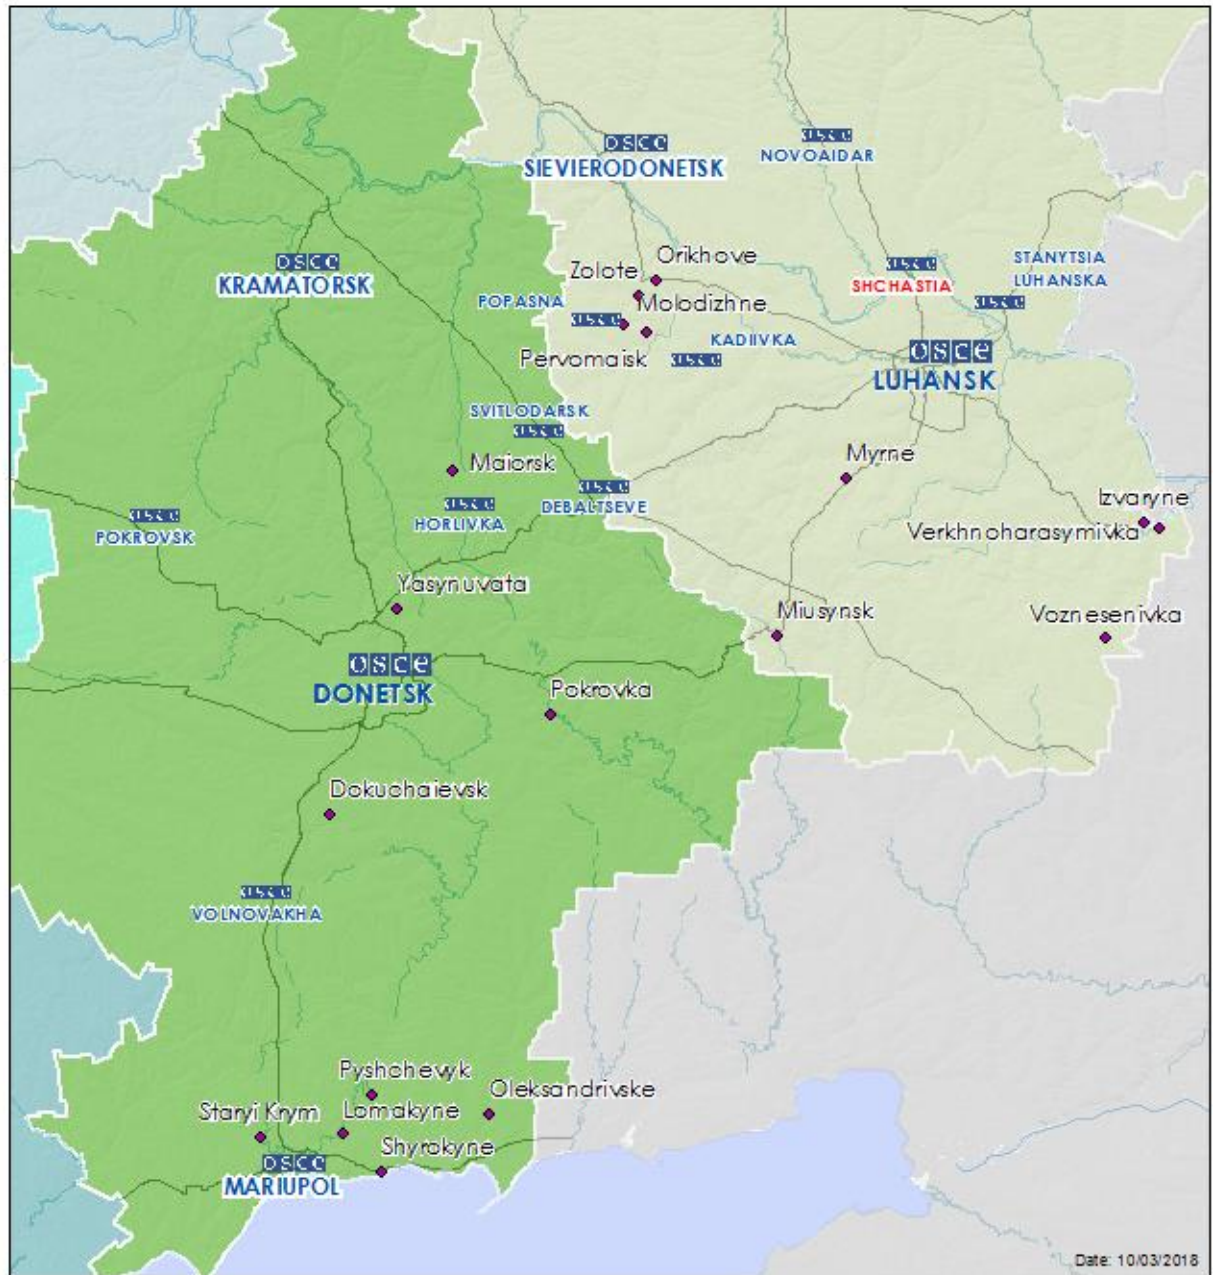 OSCE
SIEVIERODONETSK
OSCE
NOVOAIDAR
OSCE
KRAMATORSK
Orikhove
Zolote
OSCE
SHCHASTIA
STANYTSIA
LUHANSKA
OSCE
POPASNA
Molodizhne
OSCE
KADIIVKA
OSCE
Pervomaisk
OSCE
LUHANSK
SVITLODARSK
OSCE
Maiorsk
Myrne
OSCE
DEBALTSEVE
OSCE
HORLIVKA
OSCE
POKROVSK
Izvaryne
Verkhnoharasymivka
Yasynuvata
Miusynsk
Voznesenivka
OSCE
DONETSK
Pokrovka
Dokuchaievsk
OSCE
VOLNOVAKHA
Pyshchevyk
Oleksandrivske
Staryi Krym
Lomakyne
Shyrokyne
OSCE
MARIUPOL
Date: 10/03/2018